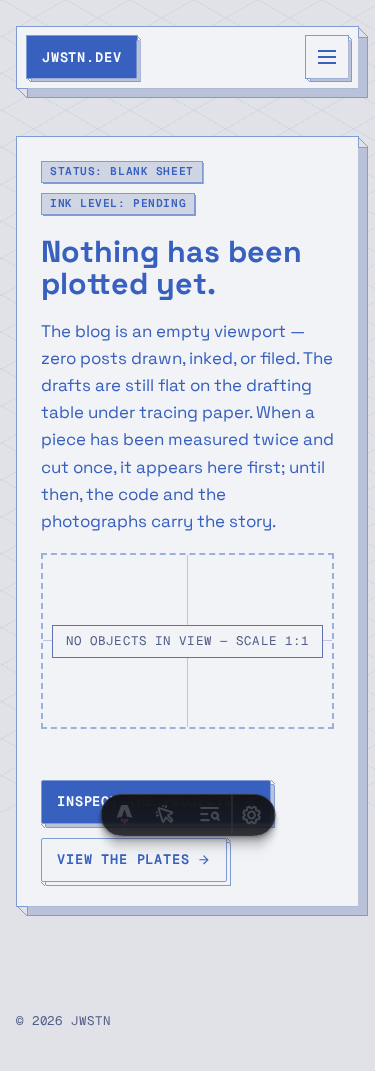 JWSTN.DEV
STATUS: BLANK SHEET
INK LEVEL: PENDING
Nothing has been
plotted yet.
The blog is an empty viewport —
zero posts drawn, inked, or filed. The
drafts are still flat on the drafting
table under tracing paper. When a
piece has been measured twice and
cut once, it appears here first; until
then, the code and the
photographs carry the story.
NO OBJECTS IN VIEW — SCALE 1:1
VIEW THE PLATES →
© 2026 JWSTN